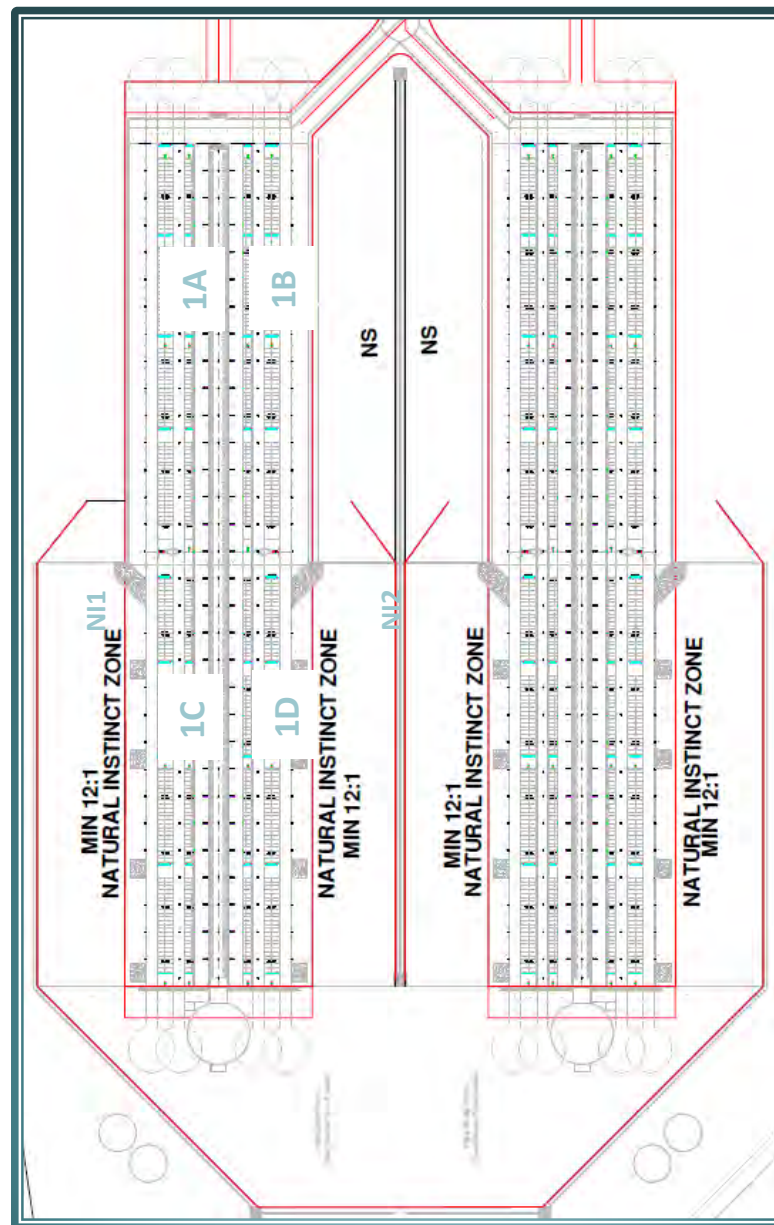 1A
1B
NS
NS
NI1
NI2
1C
1D
MIN 12:1
NATURAL INSTINCT ZONE
NATURAL INSTINCT ZONE
MIN 12:1
MIN 12:1
NATURAL INSTINCT ZONE
NATURAL INSTINCT ZONE
MIN 12:1